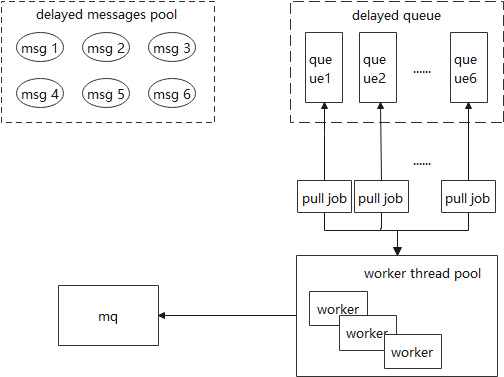 delayed messages pool
msg 1
msg 2
msg 3
msg 4
msg 5
msg 6
delayed queue
que
ue1
que
ue2
......
que
ue6
......
pull job
pull job
pull job
worker thread pool
worker
worker
worker
mq